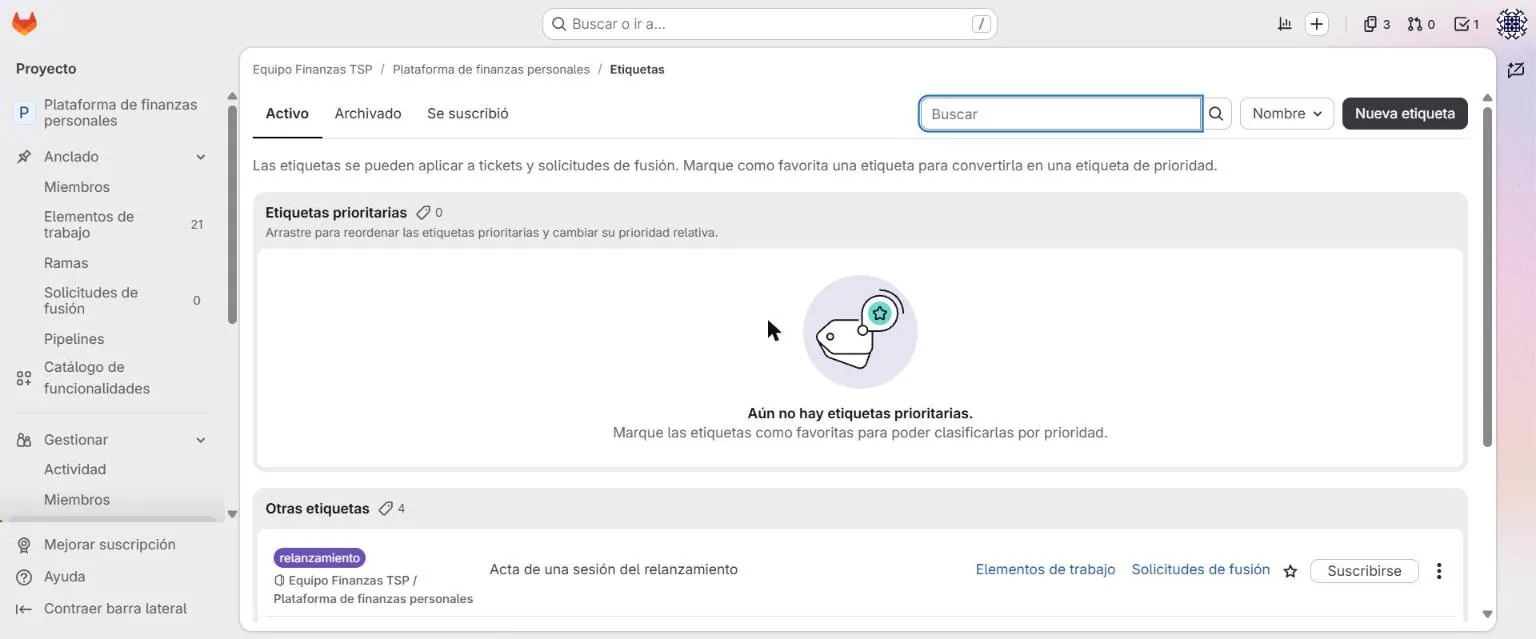 Buscar o ir a...
/
3
0
1
Proyecto
P
Plataforma de finanzas
personales
Anclado
Miembros
Elementos de
trabajo
21
Ramas
Solicitudes de
fusión
0
Pipelines
Catálogo de
funcionalidades
Gestionar
Actividad
Miembros
Mejorar suscripción
Ayuda
Contraer barra lateral
Equipo Finanzas TSP / Plataforma de finanzas personales / Etiquetas
Activo Archivado Se suscribió
Buscar
Nombre
Nueva etiqueta
Las etiquetas se pueden aplicar a tickets y solicitudes de fusión. Marque como favorita una etiqueta para convertirla en una etiqueta de prioridad.
Etiquetas prioritarias 0
Arrastre para reordenar las etiquetas prioritarias y cambiar su prioridad relativa.
Aún no hay etiquetas prioritarias.
Marque las etiquetas como favoritas para poder clasificarlas por prioridad.
Otras etiquetas 4
relanzamiento
Equipo Finanzas TSP /
Plataforma de finanzas personales
Acta de una sesión del relanzamiento
Elementos de trabajo Solicitudes de fusión
Suscribirse